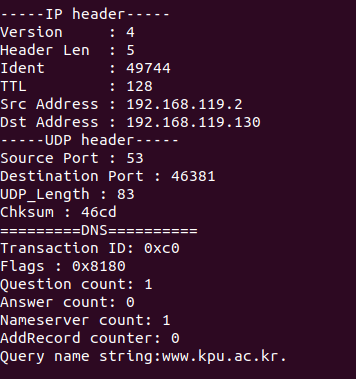 -----IP header-----
Version     : 4
Header Len  : 5
Ident       : 49744
TTL         : 128
Src Address : 192.168.119.2
Dst Address : 192.168.119.130
-----UDP header-----
Source Port : 53
Destination Port : 46381
UDP_Length : 83
Chksum : 46cd
=========DNS==========
Transaction ID: 0xc0
Flags : 0x8180
Question count: 1
Answer count: 0
Nameserver count: 1
AddRecord counter: 0
Query name string:www.kpu.ac.kr.